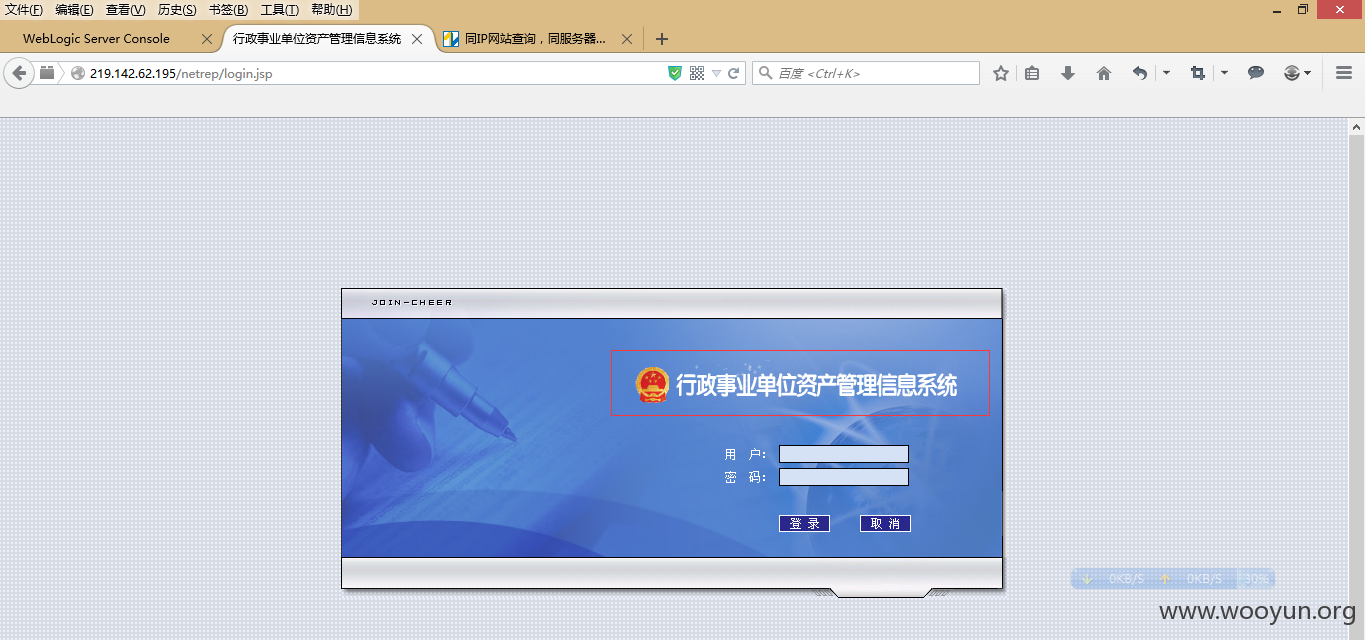 文件(F) 编辑(E) 查看(V) 历史(S) 书签(B) 工具(T) 帮助(H)
WebLogic Server Console 行政事业单位资产管理信息系统 同IP网站查询，同服务器...
219.142.62.195/netrep/login.jsp 百度 <Ctrl+K>
JOIN-CHEER
行政事业单位资产管理信息系统
用 户：
密 码：
登 录 取 消
0KB/S 0KB/S 30%
www.wooyun.org